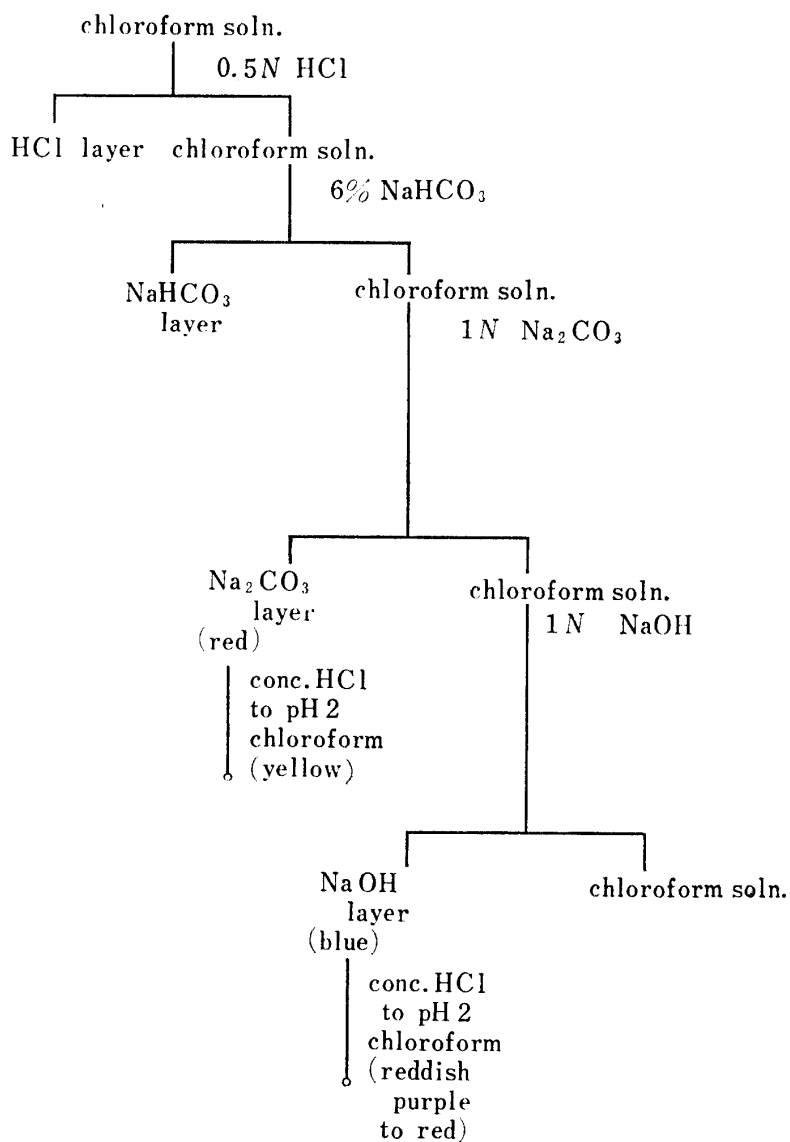 chloroform soln.
0.5N HCl
HCl layer chloroform soln.
6% NaHCO₃
NaHCO₃
layer
chloroform soln.
1N Na₂CO₃
Na₂CO₃
layer
(red)
chloroform soln.
1N NaOH
conc.HCl
to pH 2
chloroform
(yellow)
NaOH
layer
(blue)
chloroform soln.
conc.HCl
to pH 2
chloroform
(reddish
purple
to red)